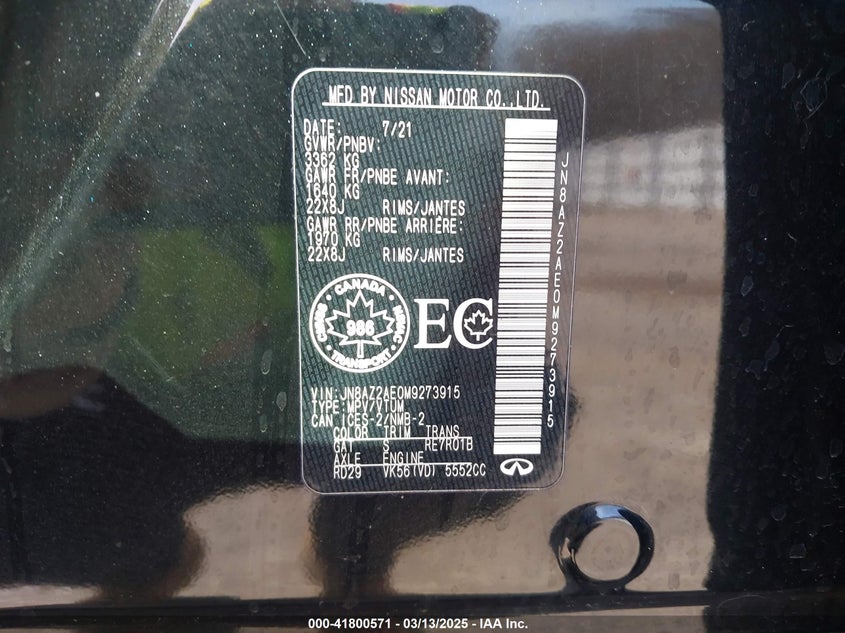 MFD BY NISSAN MOTOR CO.,LTD.
DATE: 7/21
GVWR/PNBV:
3362 KG
GAWR FR/PNBE AVANT:
1640 KG
22X8J RIMS/JANTES
GAWR RR/PNBE ARRIÈRE:
1970 KG
22X8J RIMS/JANTES
CANADA
986
TRANSPORT
EC
VIN:JN8AZ2AE0M9273915
TYPE:MPV/VTUM
CAN ICES-2/NMB-2
COLOR TRIM TRANS
GAT S RE7R01B
AXLE ENGINE
RD29 VK56(VD) 5552CC
JN8AZ2AE0M9273915
000-41800571 — 03/13/2025 — IAA Inc.